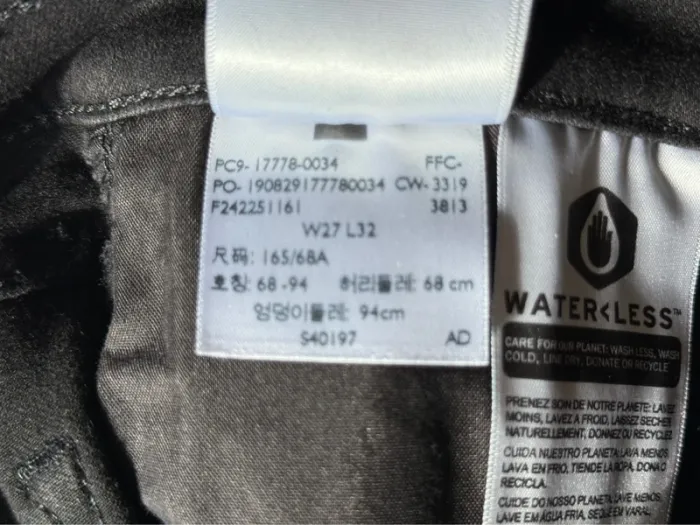 PC9- 17778-0034 FFC-
PO- 190829177780034 CW- 3319
F242251161 3813
W27 L32
尺码: 165/68A
호칭: 68 -94 허리둘레: 68 cm
엉덩이둘레: 94cm
S40197 AD
WATER<LESS™
CARE FOR OUR PLANET: WASH LESS, WASH
COLD, LINE DRY, DONATE OR RECYCLE
PRENEZ SOIN DE NOTRE PLANETE: LAVEZ
MOINS, LAVEZ A FROID, LAISSEZ SECHER
NATURELLEMENT, DONNEZ OU RECYCLEZ
CUIDA NUESTRO PLANETA: LAVA MENOS,
LAVA EN FRIO, TIENDE LA ROPA, DONA O
RECICLA.
CUIDE DO NOSSO PLANETA: LAVE MENOS,
LAVE EM AGUA FRIA, SEQUE EM VARAL,